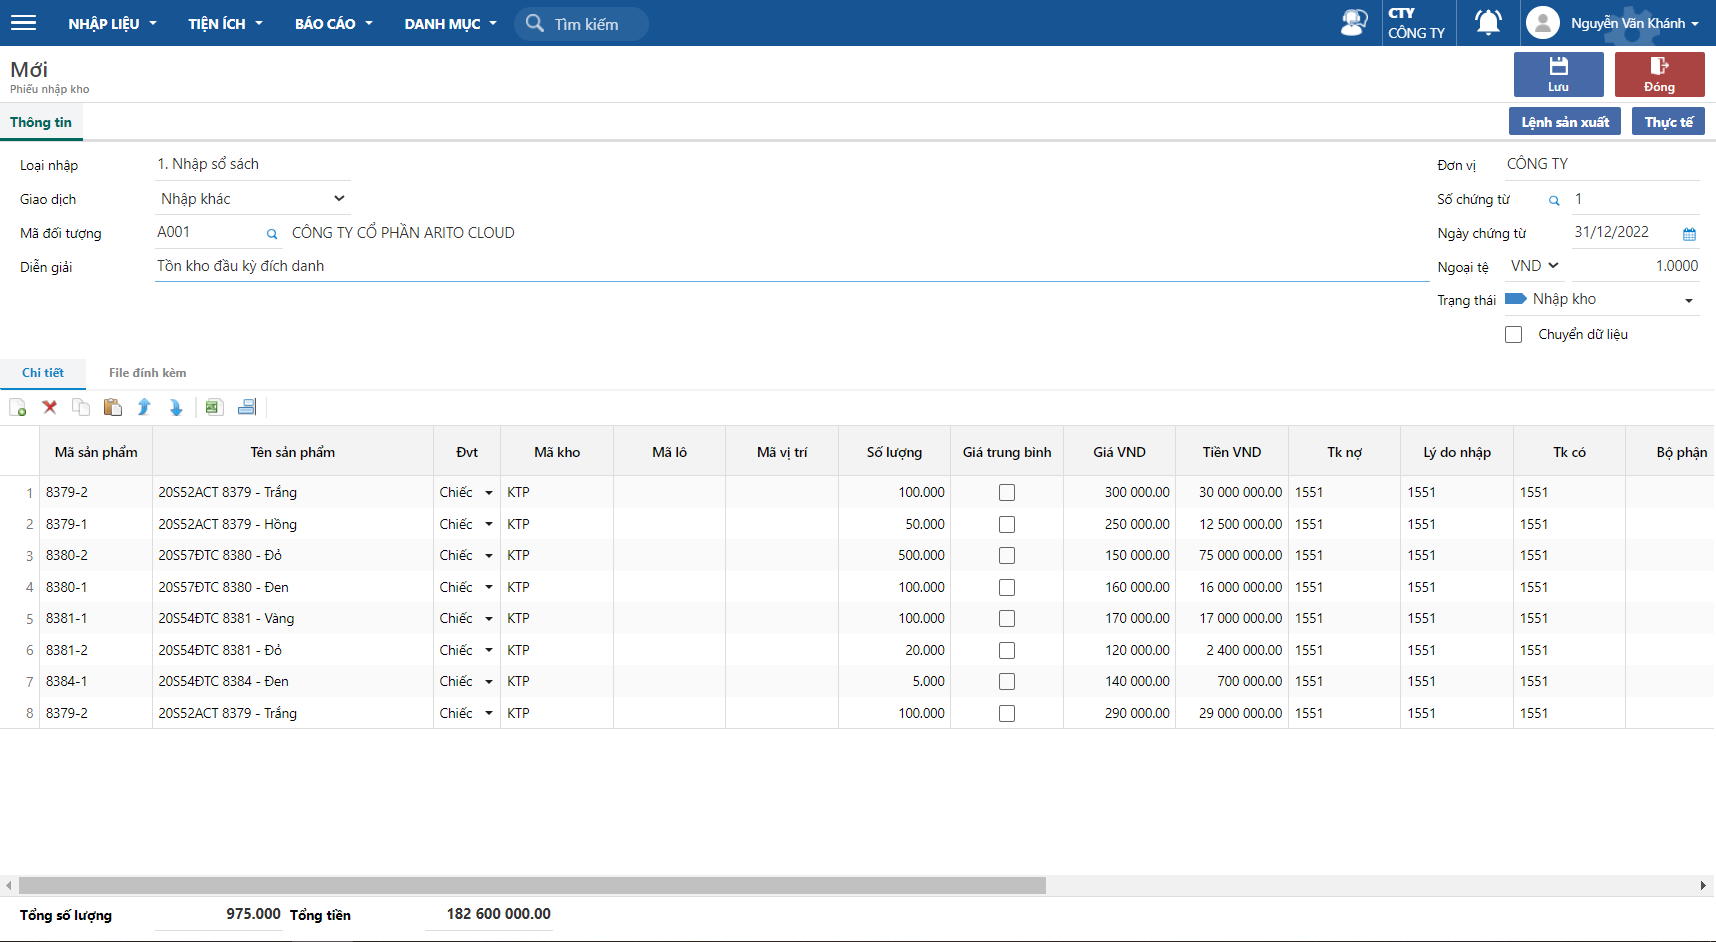 NHẬP LIỆU TIỆN ÍCH BÁO CÁO DANH MỤC Tìm kiếm CTY CÔNG TY Nguyễn Văn Khánh
Mới
Phiếu nhập kho
Lưu Đóng
Thông tin Lệnh sản xuất Thực tế
Loại nhập 1. Nhập sổ sách Đơn vị CÔNG TY
Giao dịch Nhập khác Số chứng từ 1
Mã đối tượng A001 CÔNG TY CỔ PHẦN ARITO CLOUD Ngày chứng từ 31/12/2022
Diễn giải Tồn kho đầu kỳ đích danh Ngoại tệ VND 1.0000
Trạng thái Nhập kho
Chuyển dữ liệu
Chi tiết File đính kèm
Mã sản phẩm Tên sản phẩm Đvt Mã kho Mã lô Mã vị trí Số lượng Giá trung bình Giá VND Tiền VND Tk nợ Lý do nhập Tk có Bộ phận
1 8379-2 20S52ACT 8379 - Trắng Chiếc KTP 100.000 300 000.00 30 000 000.00 1551 1551 1551
2 8379-1 20S52ACT 8379 - Hồng Chiếc KTP 50.000 250 000.00 12 500 000.00 1551 1551 1551
3 8380-2 20S57ĐTC 8380 - Đỏ Chiếc KTP 500.000 150 000.00 75 000 000.00 1551 1551 1551
4 8380-1 20S57ĐTC 8380 - Đen Chiếc KTP 100.000 160 000.00 16 000 000.00 1551 1551 1551
5 8381-1 20S54ĐTC 8381 - Vàng Chiếc KTP 100.000 170 000.00 17 000 000.00 1551 1551 1551
6 8381-2 20S54ĐTC 8381 - Đỏ Chiếc KTP 20.000 120 000.00 2 400 000.00 1551 1551 1551
7 8384-1 20S54ĐTC 8384 - Đen Chiếc KTP 5.000 140 000.00 700 000.00 1551 1551 1551
8 8379-2 20S52ACT 8379 - Trắng Chiếc KTP 100.000 290 000.00 29 000 000.00 1551 1551 1551
Tổng số lượng 975.000 Tổng tiền 182 600 000.00